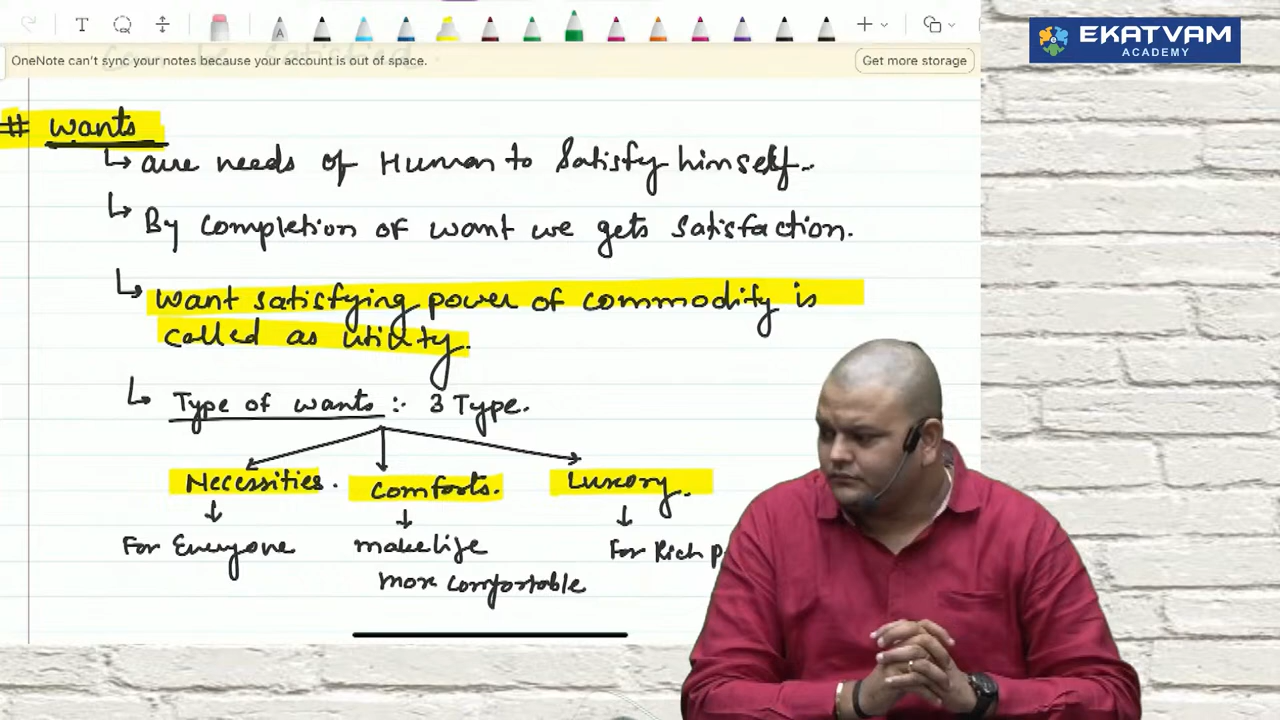 EKATVAM
ACADEMY
OneNote can't sync your notes because your account is out of space.
Get more storage
# Wants
↳ are needs of Human to Satisfy himself.
↳ By completion of want we gets satisfaction.
↳ Want satisfying power of commodity is
called as utility.
↳ Type of wants :- 3 Type.
Necessities. Comforts. Luxory.
For Everyone make life For Rich
more comfortable